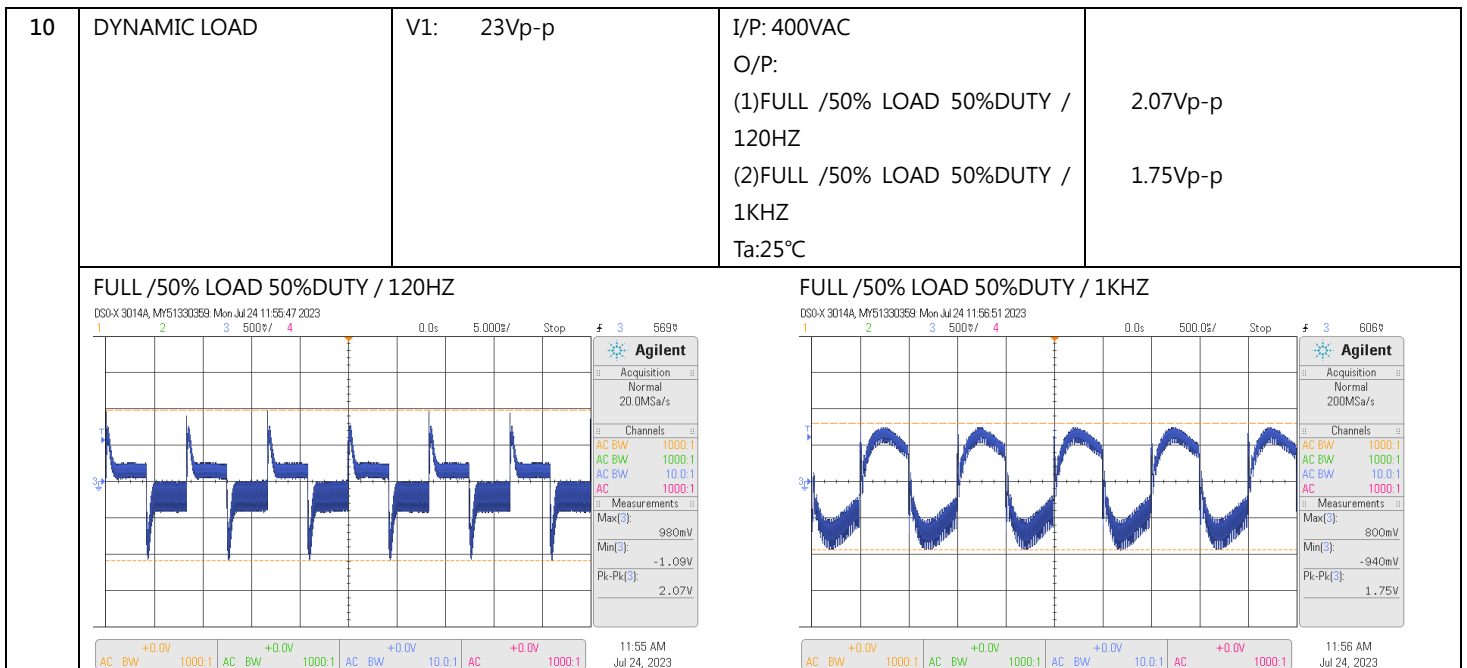 10 DYNAMIC LOAD V1: 23Vp-p I/P: 400VAC
O/P:
(1)FULL /50% LOAD 50%DUTY / 2.07Vp-p
120HZ
(2)FULL /50% LOAD 50%DUTY / 1.75Vp-p
1KHZ
Ta:25℃
FULL /50% LOAD 50%DUTY / 120HZ
DSO-X 3014A, MY51330359: Mon Jul 24 11:55:47 2023
1 2 3 500V/ 4 0.0s 5.000s/ Stop 3 569V
Agilent
Acquisition
Normal
20.0MSa/s
Channels
AC BW 1000:1
AC BW 1000:1
AC BW 10.0:1
AC 1000:1
Measurements
Max(3):
980mV
Min(3):
-1.09V
Pk-Pk(3):
2.07V
T
3
+0.0V +0.0V +0.0V +0.0V
AC BW 1000:1 AC BW 1000:1 AC BW 10.0:1 AC 1000:1
11:55 AM
Jul 24, 2023
FULL /50% LOAD 50%DUTY / 1KHZ
DSO-X 3014A, MY51330359: Mon Jul 24 11:56:51 2023
1 2 3 500V/ 4 0.0s 500.0s/ Stop 3 606V
Agilent
Acquisition
Normal
200MSa/s
Channels
AC BW 1000:1
AC BW 1000:1
AC BW 10.0:1
AC 1000:1
Measurements
Max(3):
800mV
Min(3):
-940mV
Pk-Pk(3):
1.75V
T
3
+0.0V +0.0V +0.0V +0.0V
AC BW 1000:1 AC BW 1000:1 AC BW 10.0:1 AC 1000:1
11:56 AM
Jul 24, 2023